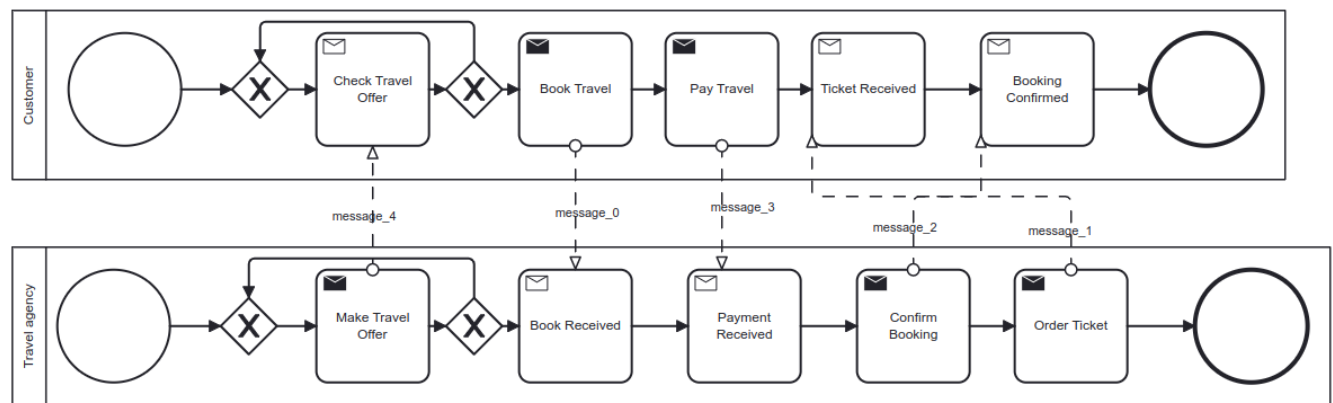 Customer
Check Travel
Offer
Book Travel
Pay Travel
Ticket Received
Booking
Confirmed
message_4
message_0
message_3
message_2
message_1
Travel agency
Make Travel
Offer
Book Received
Payment
Received
Confirm
Booking
Order Ticket